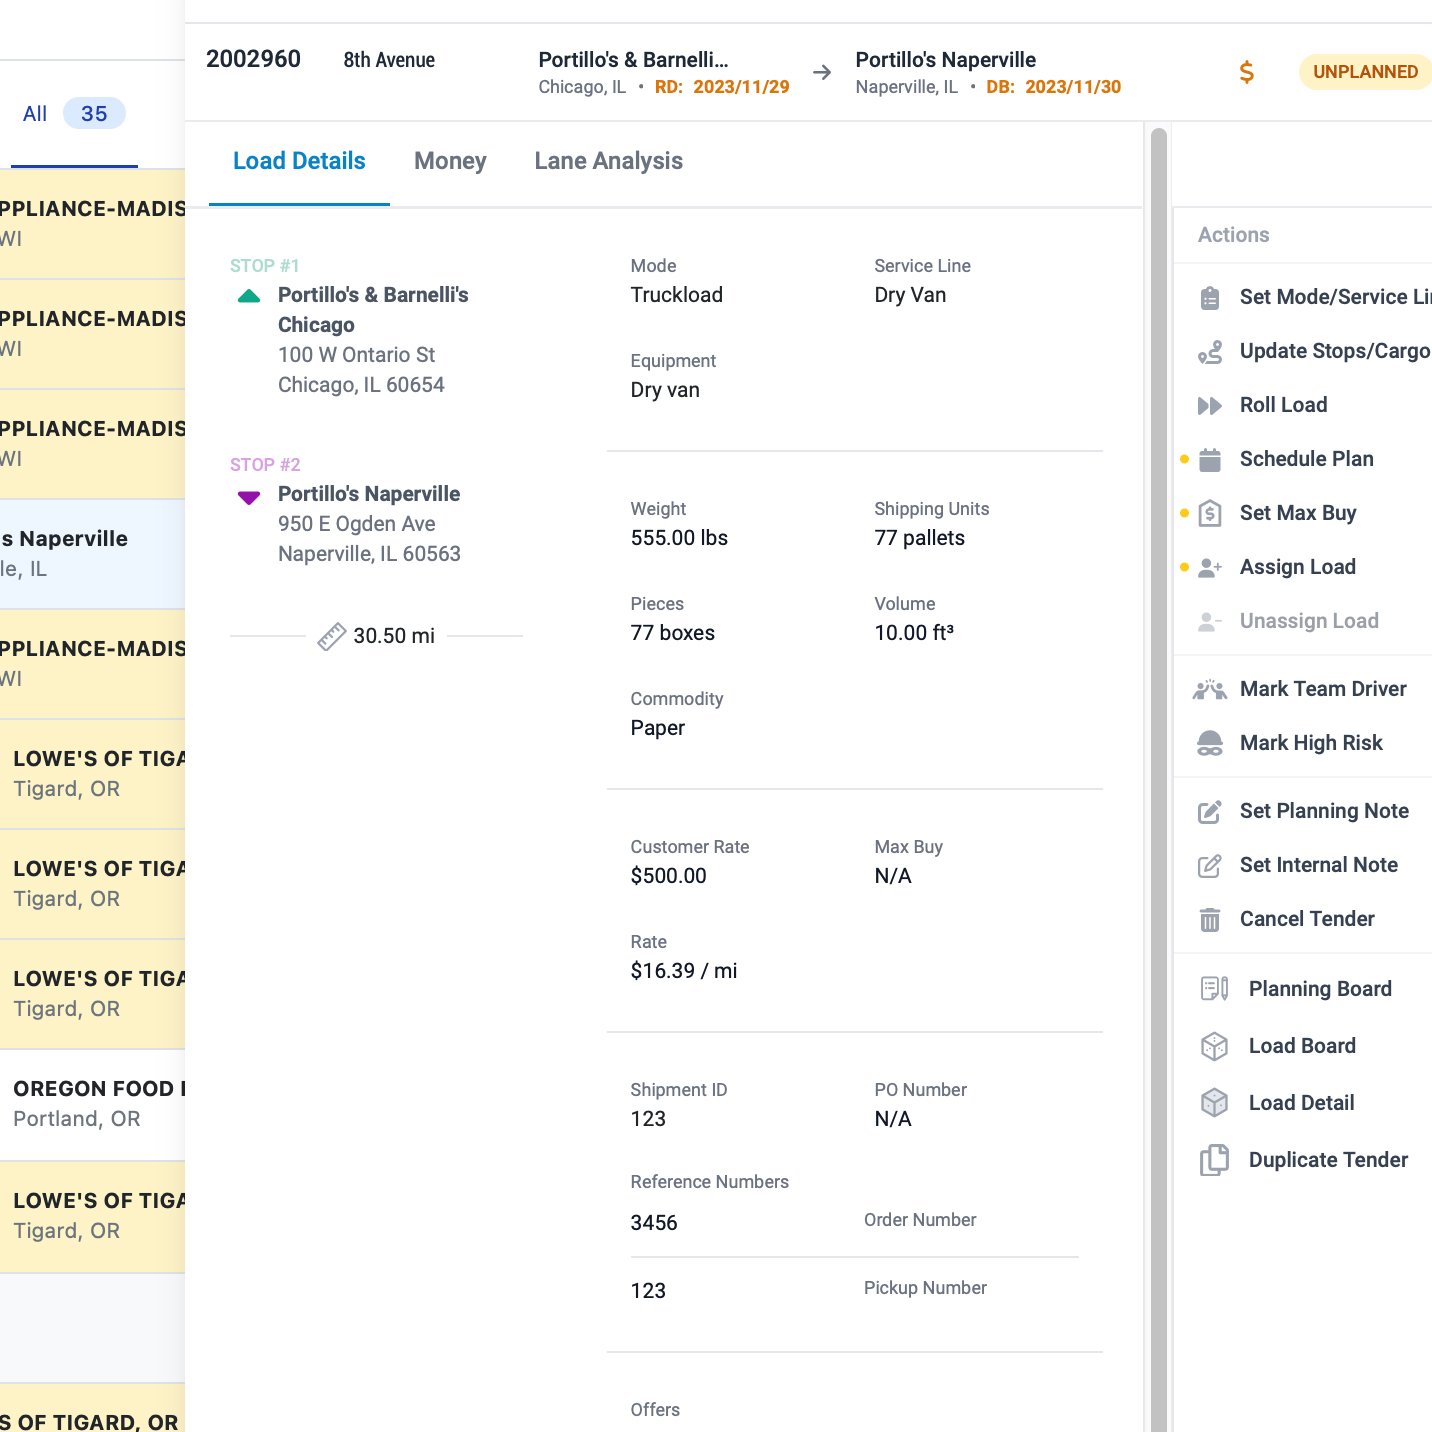 All 35
PPLIANCE-MADIS
WI
PPLIANCE-MADIS
WI
PPLIANCE-MADIS
WI
s Naperville
le, IL
PPLIANCE-MADIS
WI
LOWE'S OF TIGA
Tigard, OR
LOWE'S OF TIGA
Tigard, OR
LOWE'S OF TIGA
Tigard, OR
OREGON FOOD
Portland, OR
LOWE'S OF TIGA
Tigard, OR
S OF TIGARD, OR
2002960 8th Avenue Portillo's & Barnelli... → Portillo's Naperville $ UNPLANNED
Chicago, IL • RD: 2023/11/29 Naperville, IL • DB: 2023/11/30
Load Details Money Lane Analysis
STOP #1
Portillo's & Barnelli's
Chicago
100 W Ontario St
Chicago, IL 60654
STOP #2
Portillo's Naperville
950 E Ogden Ave
Naperville, IL 60563
30.50 mi
Mode Service Line
Truckload Dry Van
Equipment
Dry van
Weight Shipping Units
555.00 lbs 77 pallets
Pieces Volume
77 boxes 10.00 ft³
Commodity
Paper
Customer Rate Max Buy
$500.00 N/A
Rate
$16.39 / mi
Shipment ID PO Number
123 N/A
Reference Numbers
3456 Order Number
123 Pickup Number
Offers
Actions
Set Mode/Service Li
Update Stops/Cargo
Roll Load
Schedule Plan
Set Max Buy
Assign Load
Unassign Load
Mark Team Driver
Mark High Risk
Set Planning Note
Set Internal Note
Cancel Tender
Planning Board
Load Board
Load Detail
Duplicate Tender